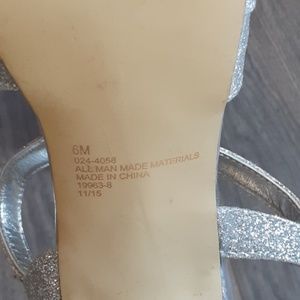 6M
024-4058
ALL MAN MADE MATERIALS
MADE IN CHINA
19963-8
11/15